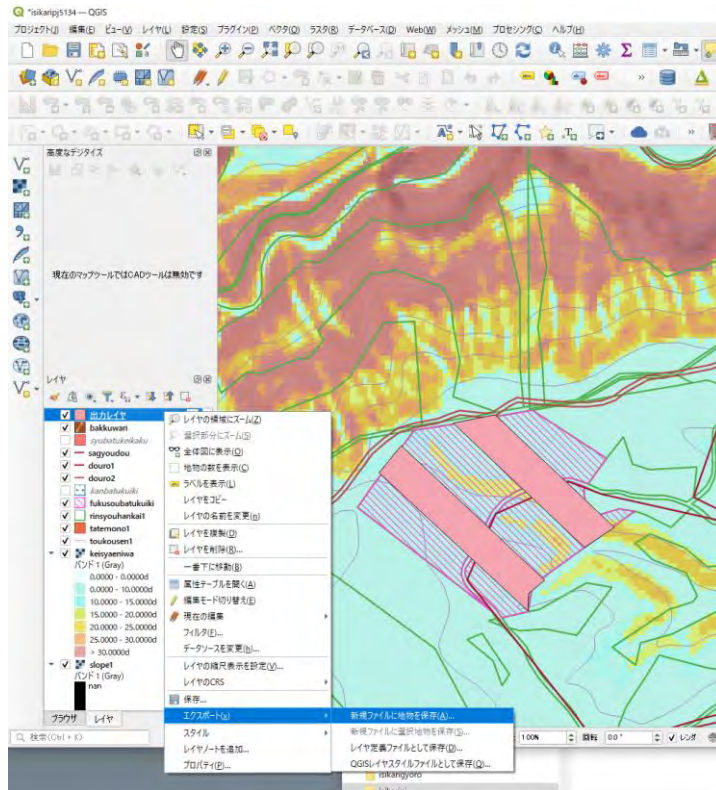 *isikaripj5134 — QGIS
プロジェクト(J) 編集(E) ビュー(V) レイヤ(L) 設定(S) プラグイン(P) ベクタ(O) ラスタ(R) データベース(D) Web(W) メッシュ(M) プロセシング(C) ヘルプ(H)
高度なデジタイズ
現在のマップツールではCADツールは無効です
レイヤ
出力レイヤ
bakkuwari
syubatukeikaku
sagyoudou
douro1
douro2
kanbatukuiki
fukusoubatukuiki
rinsyouhankai1
tatemono1
toukousen1
keisyaeniwa
バンド 1 (Gray)
0.0000 - 0.0000d
0.0000 - 10.0000d
10.0000 - 15.0000d
15.0000 - 20.0000d
20.0000 - 25.0000d
25.0000 - 30.0000d
> 30.0000d
slope1
バンド 1 (Gray)
nan
ブラウザ レイヤ
検索(Ctrl + K)
レイヤの領域にズーム(Z)
選択部分にズーム(S)
全体図に表示(O)
地物の数を表示(C)
ラベルを表示(L)
レイヤをコピー
レイヤの名前を変更(n)
レイヤを複製(D)
レイヤを削除(R)...
一番下に移動(B)
属性テーブルを開く(A)
編集モード切り替え(E)
現在の編集
フィルタ(F)...
データソースを変更(h)...
レイヤの縮尺表示を設定(V)...
レイヤのCRS
保存...
エクスポート(x)
スタイル
レイヤノートを追加...
プロパティ(P)...
新規ファイルに地物を保存(A)...
新規ファイルに選択地物を保存(S)...
レイヤ定義ファイルとして保存(D)...
QGISレイヤスタイルファイルとして保存(Q)...
100% 回転 0.0° レンダ
isikangyoro